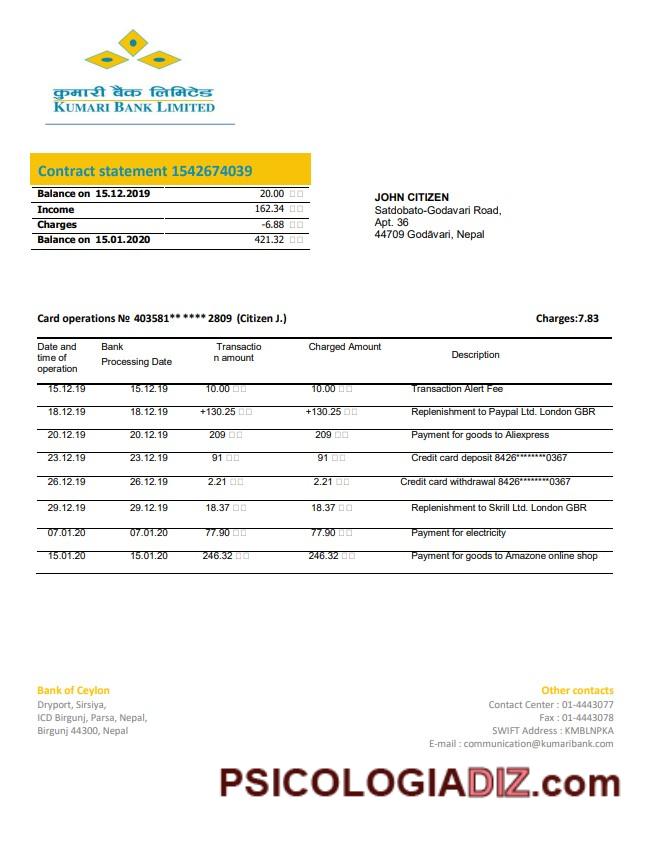 कुमारी बैंक लिमिटेड
KUMARI BANK LIMITED
Contract statement 1542674039
Balance on 15.12.2019 20.00 □□
Income 162.34 □□
Charges -6.88 □□
Balance on 15.01.2020 421.32 □□
JOHN CITIZEN
Satdobato-Godavari Road,
Apt. 36
44709 Godāvari, Nepal
Card operations № 403581** **** 2809 (Citizen J.) Charges:7.83
Date and
time of
operation
Bank
Processing Date
Transactio
n amount
Charged Amount
Description
15.12.19 15.12.19 10.00 □□ 10.00 □□ Transaction Alert Fee
18.12.19 18.12.19 +130.25 □□ +130.25 □□ Replenishment to Paypal Ltd. London GBR
20.12.19 20.12.19 209 □□ 209 □□ Payment for goods to Aliexpress
23.12.19 23.12.19 91 □□ 91 □□ Credit card deposit 8426********0367
26.12.19 26.12.19 2.21 □□ 2.21 □□ Credit card withdrawal 8426********0367
29.12.19 29.12.19 18.37 □□ 18.37 □□ Replenishment to Skrill Ltd. London GBR
07.01.20 07.01.20 77.90 □□ 77.90 □□ Payment for electricity
15.01.20 15.01.20 246.32 □□ 246.32 □□ Payment for goods to Amazone online shop
Bank of Ceylon
Dryport, Sirsiya,
ICD Birgunj, Parsa, Nepal,
Birgunj 44300, Nepal
Other contacts
Contact Center : 01-4443077
Fax : 01-4443078
SWIFT Address : KMBLNPKA
E-mail : communication@kumaribank.com
PSICOLOGIADIZ.com